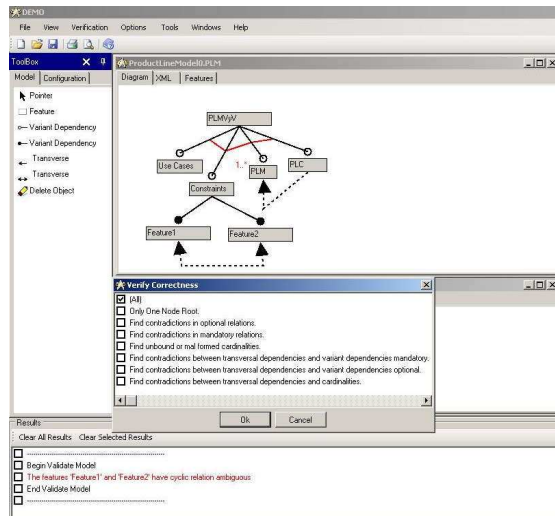 DEMO
File View Verification Options Tools Windows Help
ToolBox
ProductLineModel0.PLM
Model Configuration
Diagram XML Features
Pointer
Feature
Variant Dependency
Variant Dependency
Transverse
Transverse
Delete Object
PLMVyV
Use Cases
1..*
PLM
PLC
Constraints
Feature1
Feature2
Verify Correctness
(All)
Only One Node Root.
Find contradictions in optional relations.
Find contradictions in mandatory relations.
Find unbound or mal formed cardinalities.
Find contradictions between transversal dependencies and variant dependencies mandatory.
Find contradictions between transversal dependencies and variant dependencies optional.
Find contradictions between transversal dependencies and cardinalities.
Ok Cancel
Results
Clear All Results Clear Selected Results
--------------------------------------------------
Begin Validate Model
The features 'Feature1' and 'Feature2' have cyclic relation ambiguous
End Validate Model
--------------------------------------------------